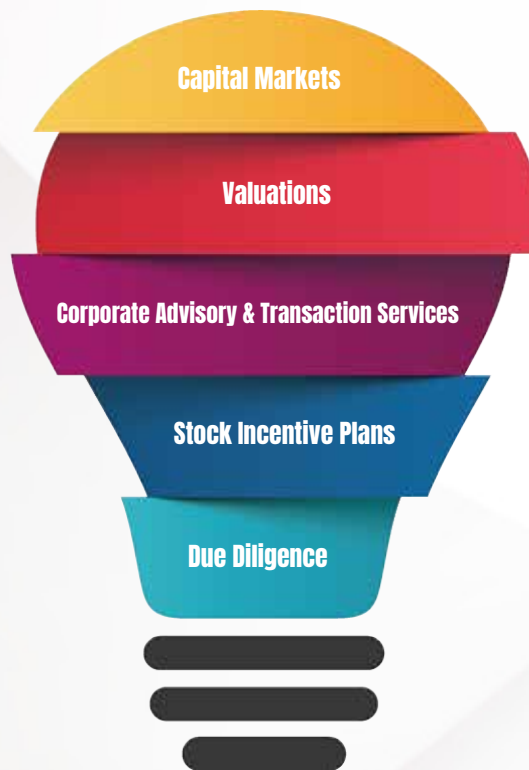 Capital Markets
Valuations
Corporate Advisory & Transaction Services
Stock Incentive Plans
Due Diligence